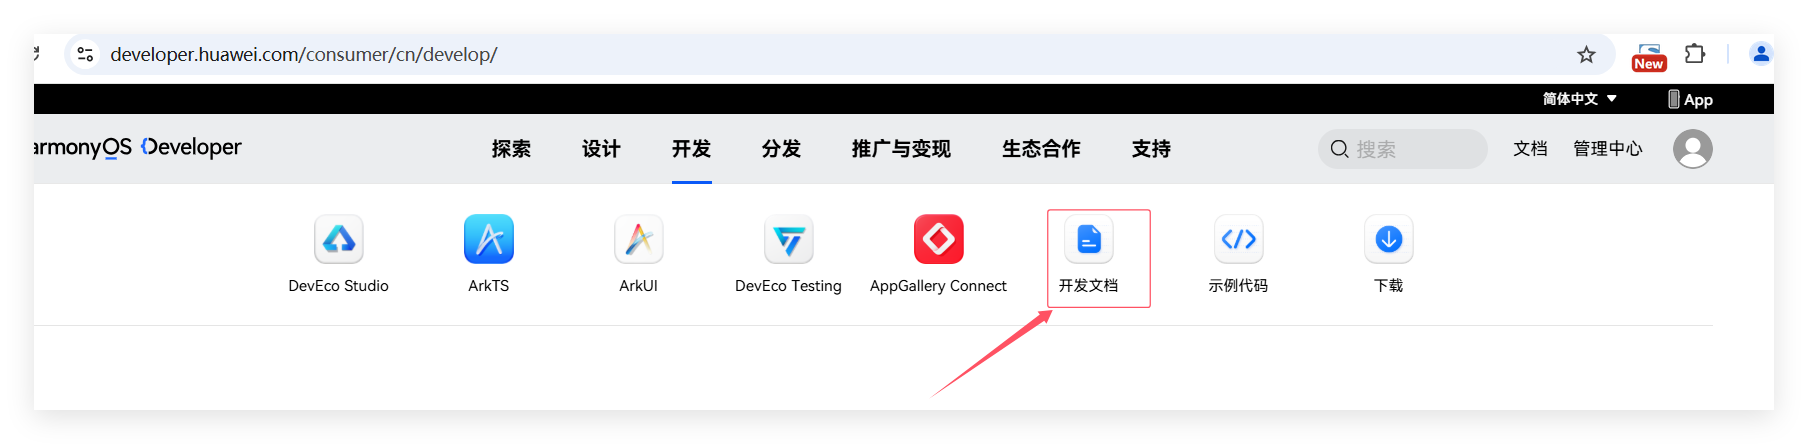 developer.huawei.com/consumer/cn/develop/
New
简体中文
App
armonyOS Developer
探索 设计 开发 分发 推广与变现 生态合作 支持
搜索
文档 管理中心
DevEco Studio ArkTS ArkUI DevEco Testing AppGallery Connect 开发文档 示例代码 下载